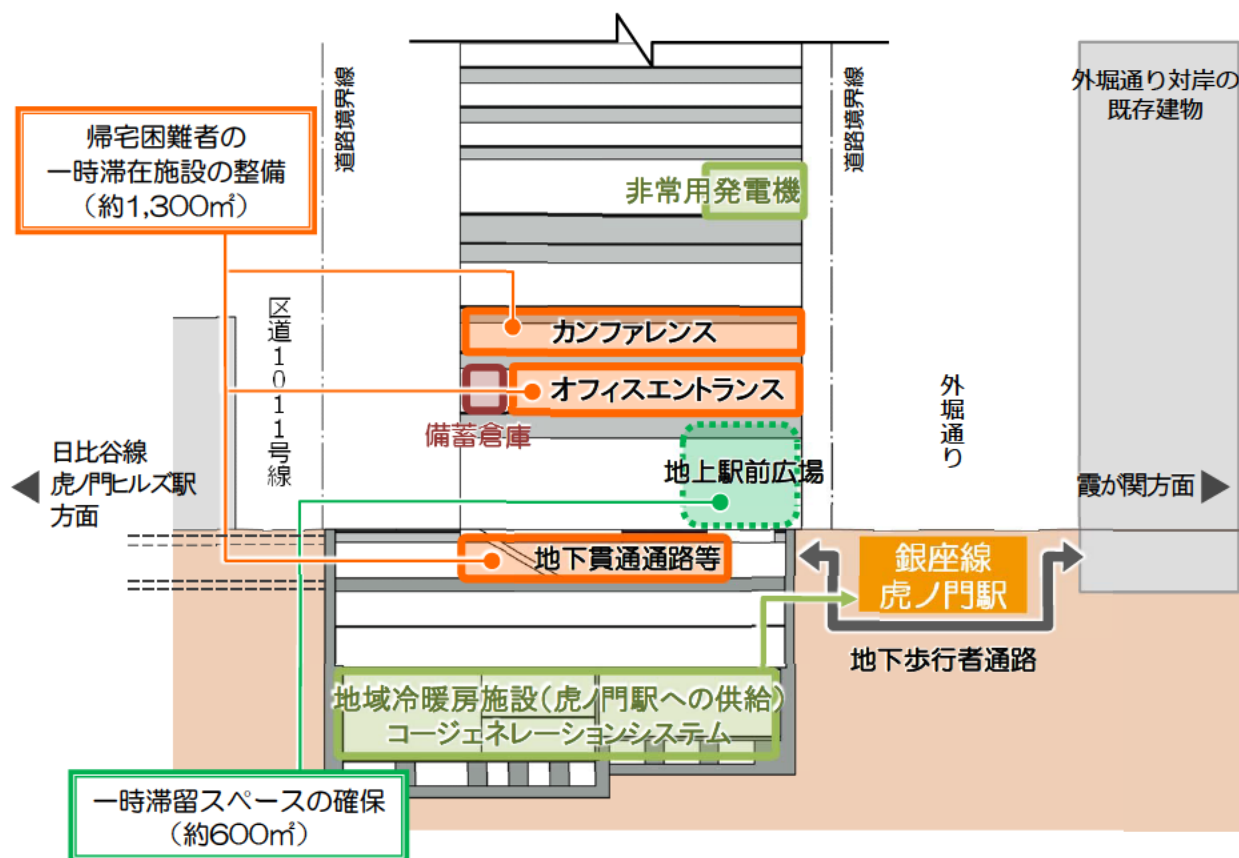 外堀通り対岸の
既存建物
道路境界線
道路境界線
帰宅困難者の
一時滞在施設の整備
（約1,300㎡）
非常用発電機
区道1011号線
カンファレンス
オフィスエントランス
備蓄倉庫
外堀通り
日比谷線
虎ノ門ヒルズ駅
方面
地上駅前広場
霞が関方面
地下貫通通路等
銀座線
虎ノ門駅
地下歩行者通路
地域冷暖房施設（虎ノ門駅への供給）
コージェネレーションシステム
一時滞留スペースの確保
（約600㎡）